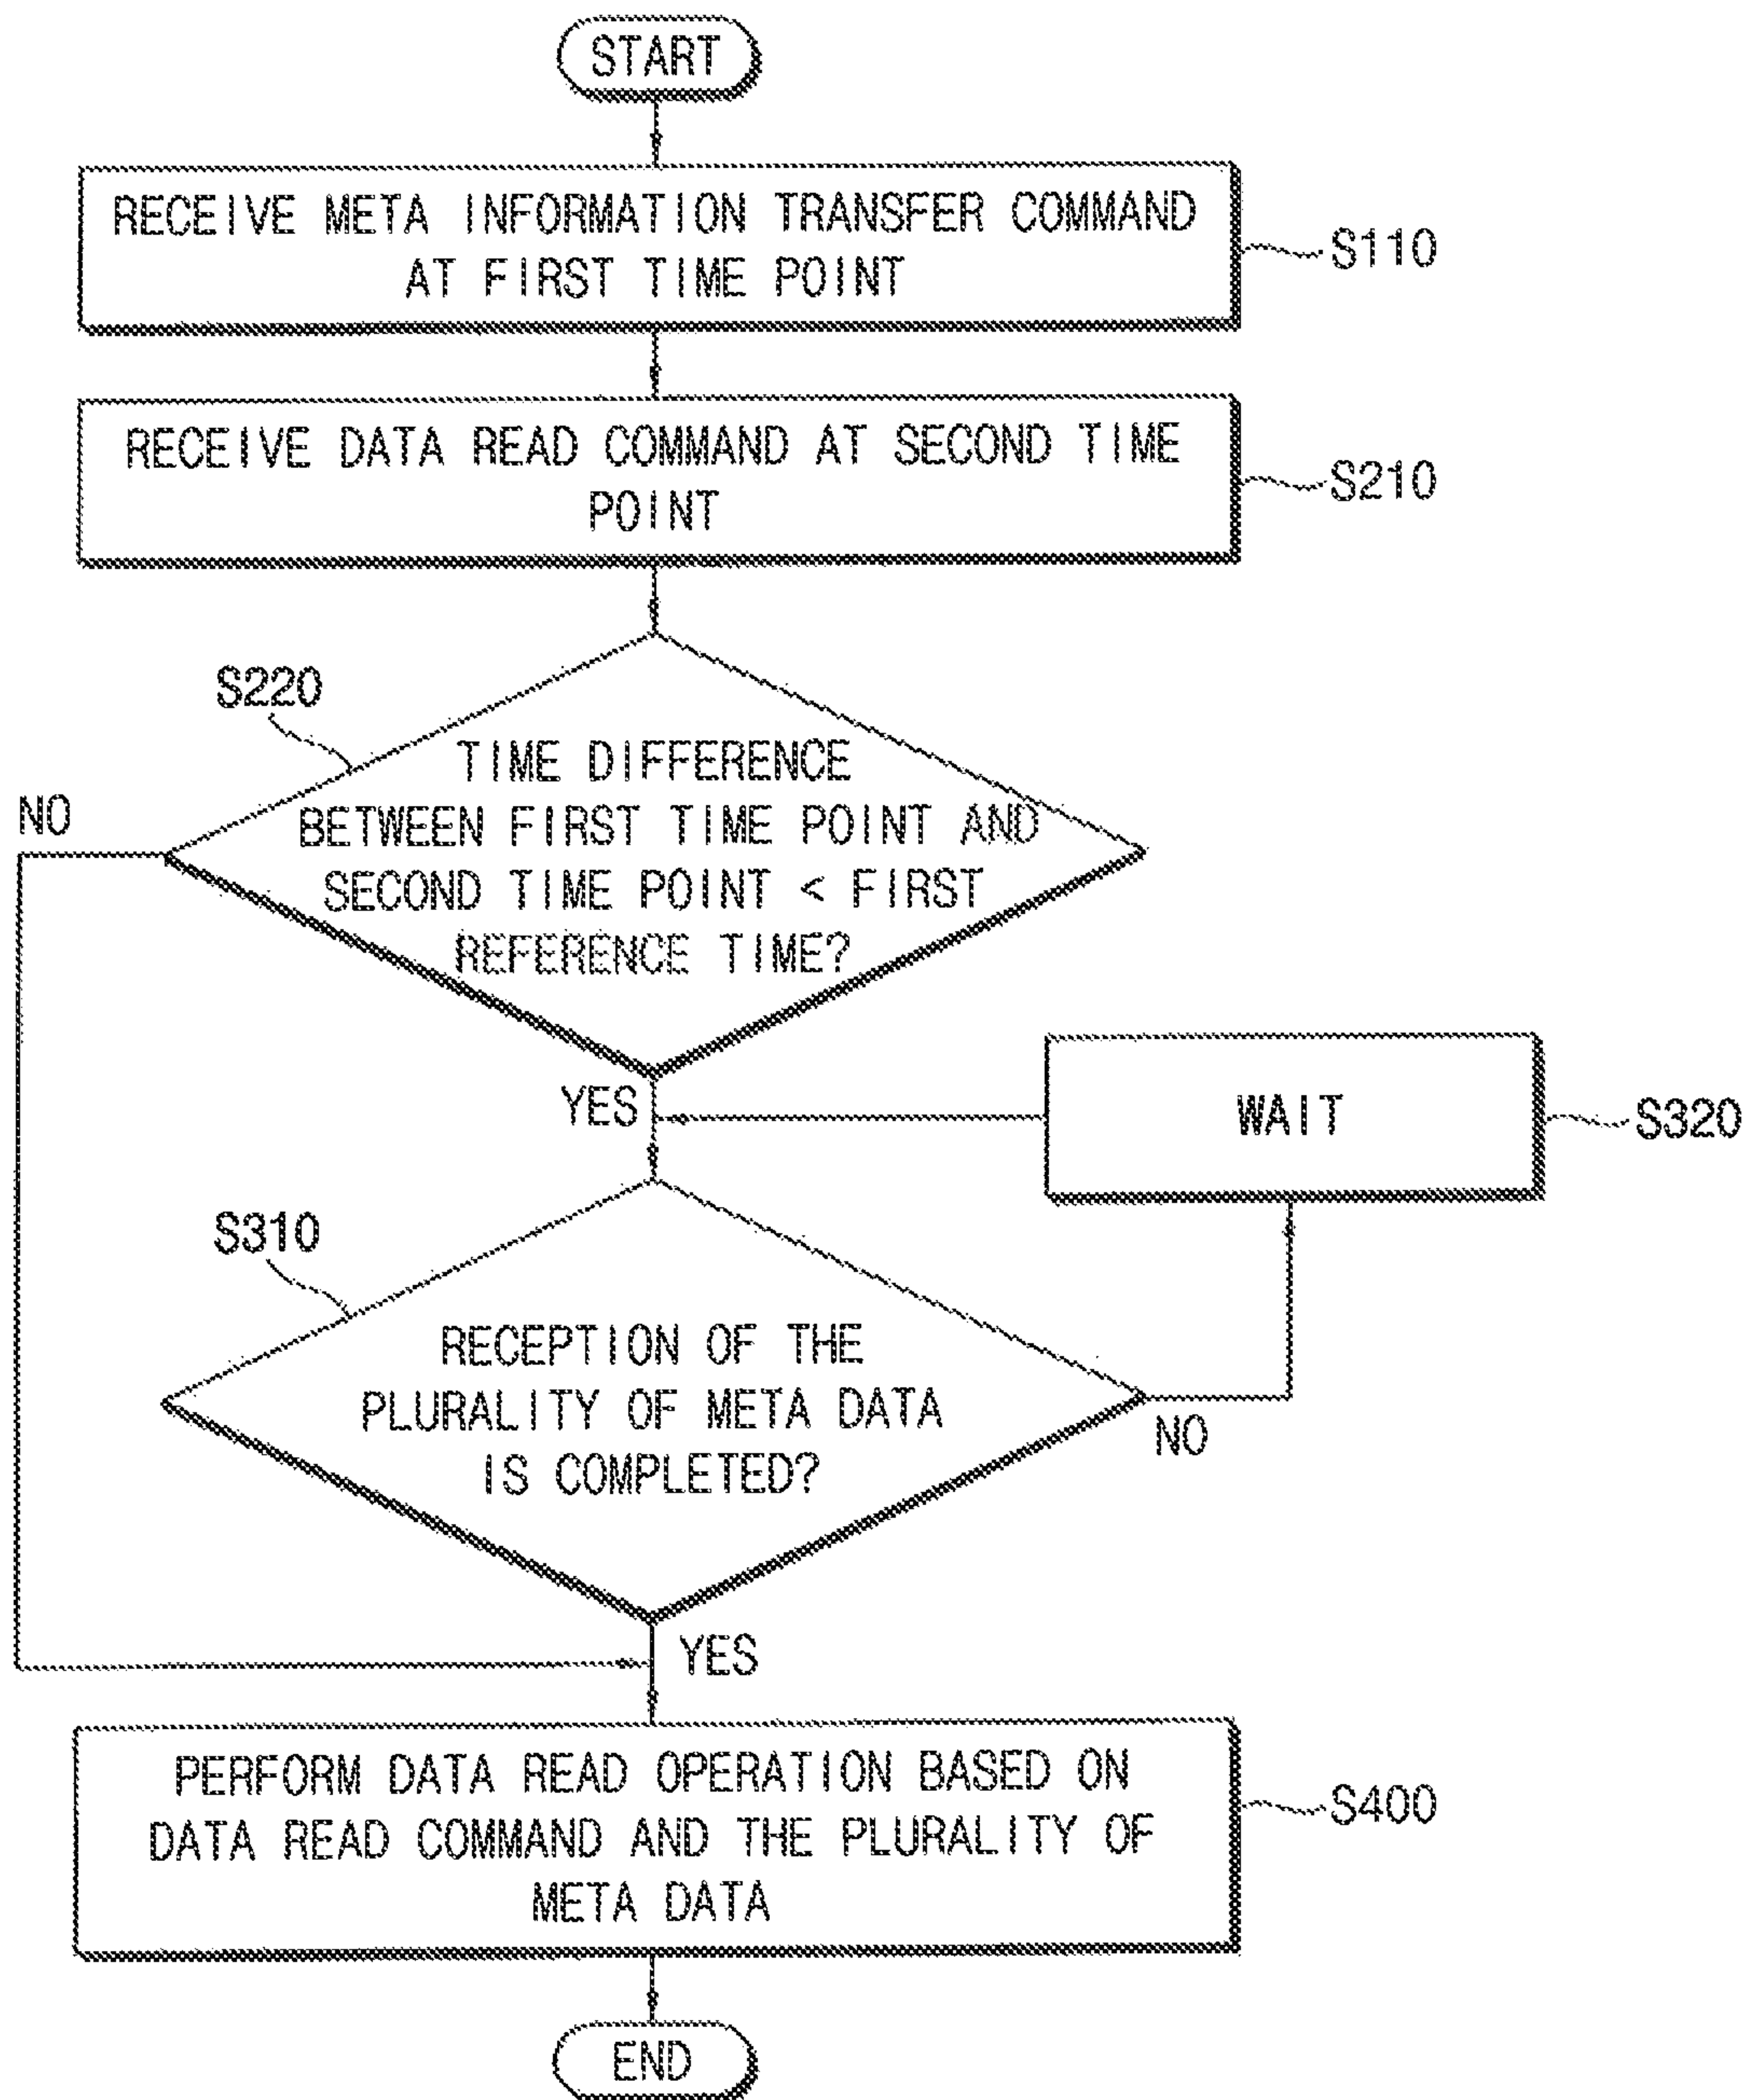 START
RECEIVE META INFORMATION TRANSFER COMMAND
AT FIRST TIME POINT
S110
RECEIVE DATA READ COMMAND AT SECOND TIME
POINT
S210
S220
TIME DIFFERENCE
BETWEEN FIRST TIME POINT AND
SECOND TIME POINT < FIRST
REFERENCE TIME?
NO
YES
WAIT
S320
S310
RECEPTION OF THE
PLURALITY OF META DATA
IS COMPLETED?
NO
YES
PERFORM DATA READ OPERATION BASED ON
DATA READ COMMAND AND THE PLURALITY OF
META DATA
S400
END